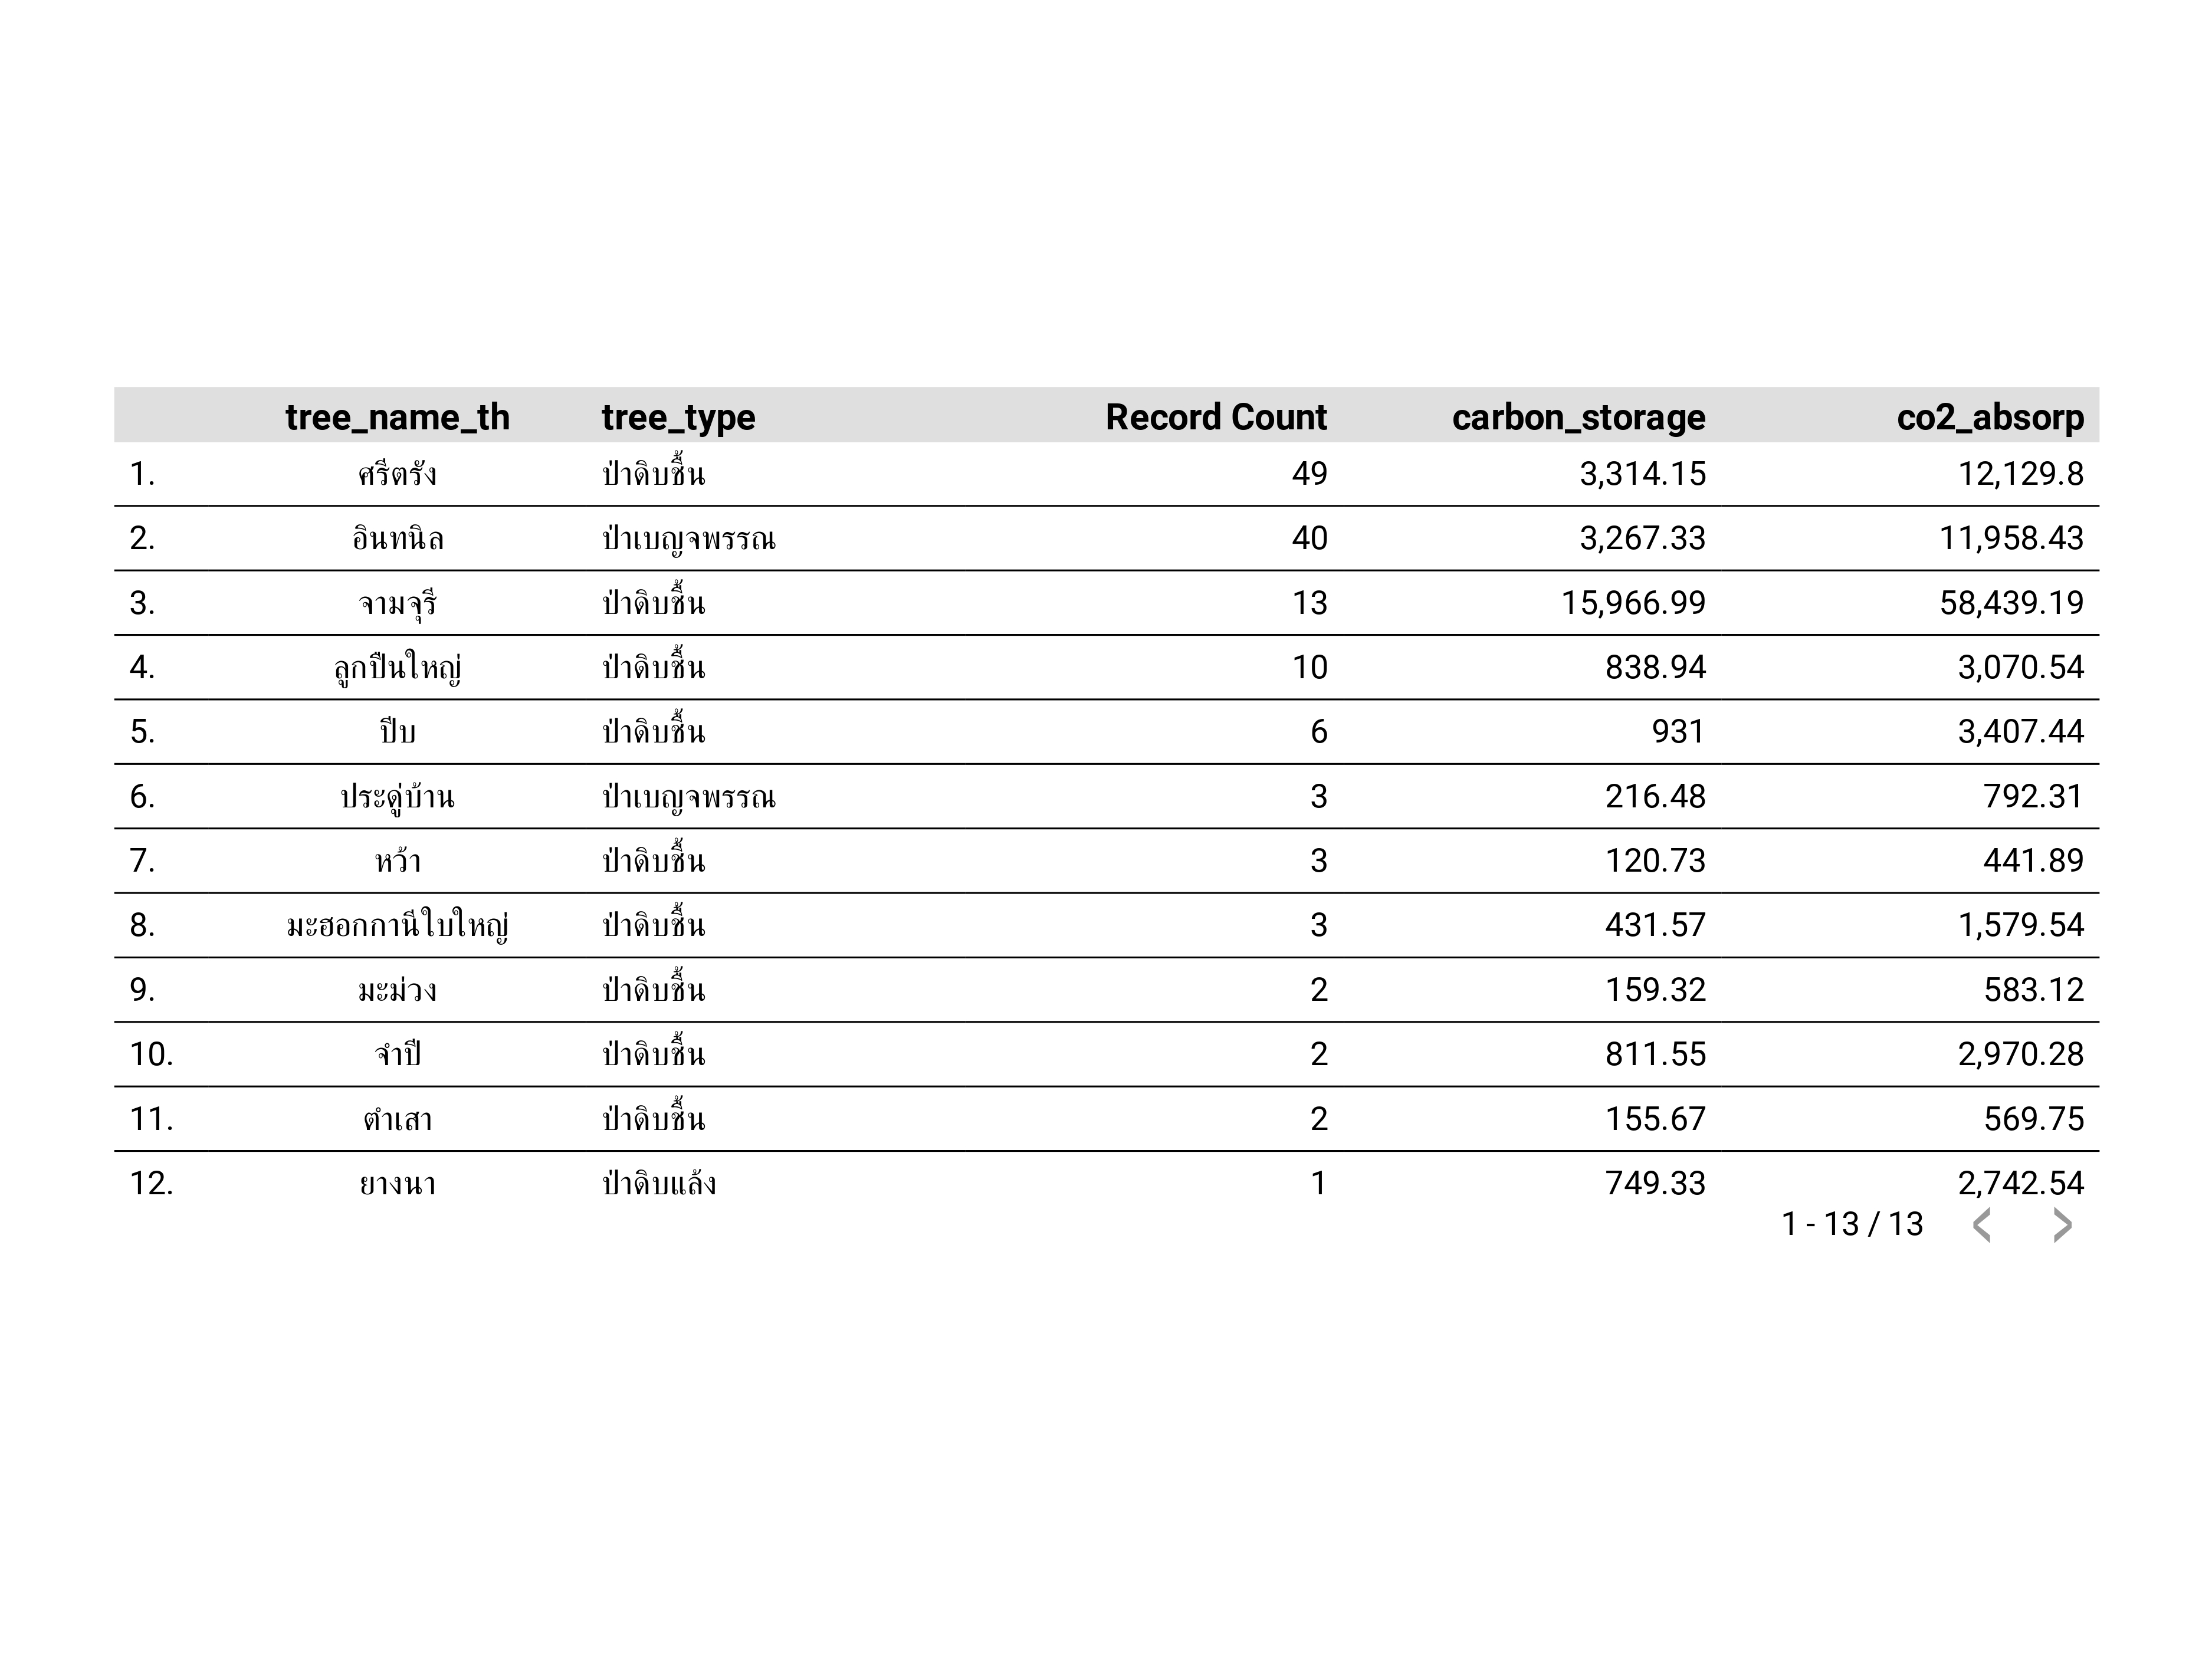 tree_name_th tree_type Record Count carbon_storage co2_absorp
1. ศรีตรัง ป่าดิบชื้น 49 3,314.15 12,129.8
2. อินทนิล ป่าเบญจพรรณ 40 3,267.33 11,958.43
3. จามจุรี ป่าดิบชื้น 13 15,966.99 58,439.19
4. ลูกปืนใหญ่ ป่าดิบชื้น 10 838.94 3,070.54
5. ปีบ ป่าดิบชื้น 6 931 3,407.44
6. ประดู่บ้าน ป่าเบญจพรรณ 3 216.48 792.31
7. หว้า ป่าดิบชื้น 3 120.73 441.89
8. มะฮอกกานีใบใหญ่ ป่าดิบชื้น 3 431.57 1,579.54
9. มะม่วง ป่าดิบชื้น 2 159.32 583.12
10. จำปี ป่าดิบชื้น 2 811.55 2,970.28
11. ตำเสา ป่าดิบชื้น 2 155.67 569.75
12. ยางนา ป่าดิบแล้ง 1 749.33 2,742.54
1 - 13 / 13